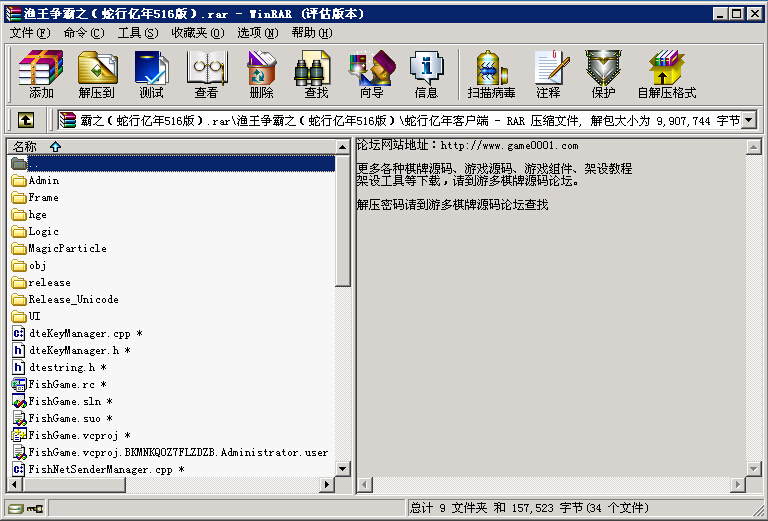 渔王争霸之（蛇行亿年516版）.rar - WinRAR (评估版本)
文件(F) 命令(C) 工具(S) 收藏夹(O) 选项(N) 帮助(H)
添加 解压到 测试 查看 删除 查找 向导 信息 扫描病毒 注释 保护 自解压格式
霸之（蛇行亿年516版）.rar\渔王争霸之（蛇行亿年516版）\蛇行亿年客户端 - RAR 压缩文件, 解包大小为 9,907,744 字节
名称
..
Admin
Frame
hge
Logic
MagicParticle
obj
release
Release_Unicode
UI
dteKeyManager.cpp *
dteKeyManager.h *
dtestring.h *
FishGame.rc *
FishGame.sln *
FishGame.suo *
FishGame.vcproj *
FishGame.vcproj.BKMNKQOZ7FLZDZB.Administrator.user
FishNetSenderManager.cpp *
论坛网站地址：http://www.game0001.com
更多各种棋牌源码、游戏源码、游戏组件、架设教程
架设工具等下载，请到游多棋牌源码论坛。
解压密码请到游多棋牌源码论坛查找
总计 9 文件夹 和 157,523 字节(34 个文件)